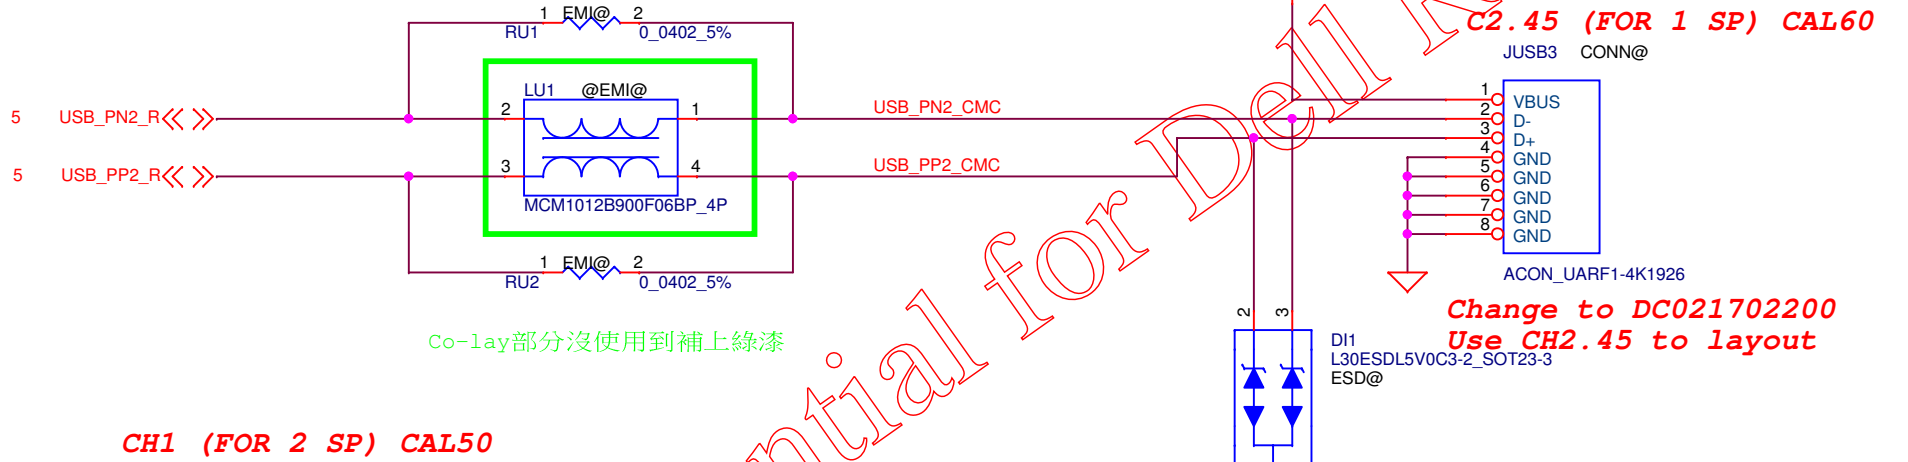 1 EMI@ 2
RU1 0_0402_5%
C2.45 (FOR 1 SP) CAL60
JUSB3 CONN@
LU1 @EMI@
5 USB_PN2_R
2 1
USB_PN2_CMC
1 VBUS
2 D-
3 D+
4 GND
5 GND
6 GND
7 GND
8 GND
5 USB_PP2_R
3 4
USB_PP2_CMC
MCM1012B900F06BP_4P
1 EMI@ 2
RU2 0_0402_5%
ACON_UARF1-4K1926
Change to DC021702200
Use CH2.45 to layout
Co-lay部分沒使用到補上綠漆
2 3
DI1
L30ESDL5V0C3-2_SOT23-3
ESD@
CH1 (FOR 2 SP) CAL50
ntial for Dell